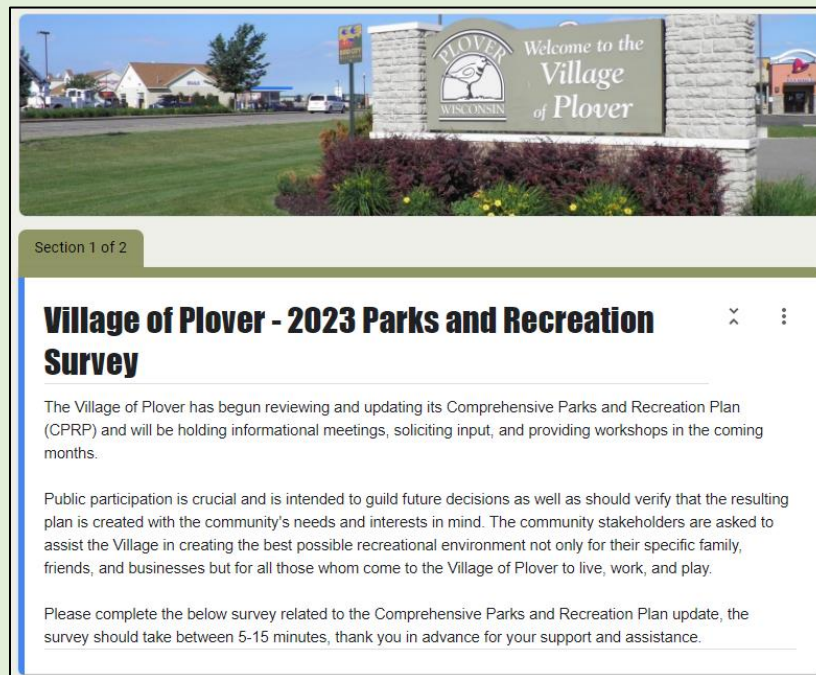 PLOVER
WISCONSIN
Welcome to the
Village
of Plover
Section 1 of 2
Village of Plover - 2023 Parks and Recreation
Survey
The Village of Plover has begun reviewing and updating its Comprehensive Parks and Recreation Plan
(CPRP) and will be holding informational meetings, soliciting input, and providing workshops in the coming
months.
Public participation is crucial and is intended to guild future decisions as well as should verify that the resulting
plan is created with the community's needs and interests in mind. The community stakeholders are asked to
assist the Village in creating the best possible recreational environment not only for their specific family,
friends, and businesses but for all those whom come to the Village of Plover to live, work, and play.
Please complete the below survey related to the Comprehensive Parks and Recreation Plan update, the
survey should take between 5-15 minutes, thank you in advance for your support and assistance.